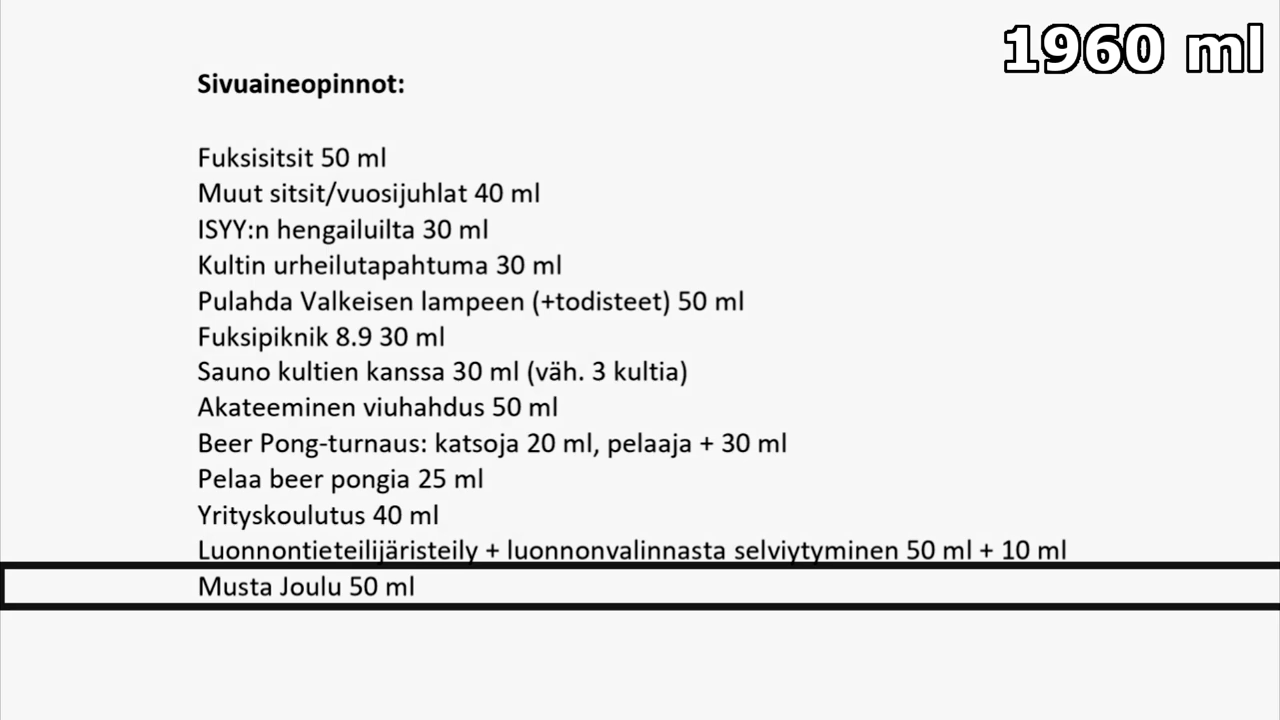 1960 ml
Sivuaineopinnot:
Fuksisitsit 50 ml
Muut sitsit/vuosijuhlat 40 ml
ISYY:n hengailuilta 30 ml
Kultin urheilutapahtuma 30 ml
Pulahda Valkeisen lampeen (+todisteet) 50 ml
Fuksipiknik 8.9 30 ml
Sauno kultien kanssa 30 ml (väh. 3 kultia)
Akateeminen viuhahdus 50 ml
Beer Pong-turnaus: katsoja 20 ml, pelaaja + 30 ml
Pelaa beer pongia 25 ml
Yrityskoulutus 40 ml
Luonnontieteilijäristeily + luonnonvalinnasta selviytyminen 50 ml + 10 ml
Musta Joulu 50 ml